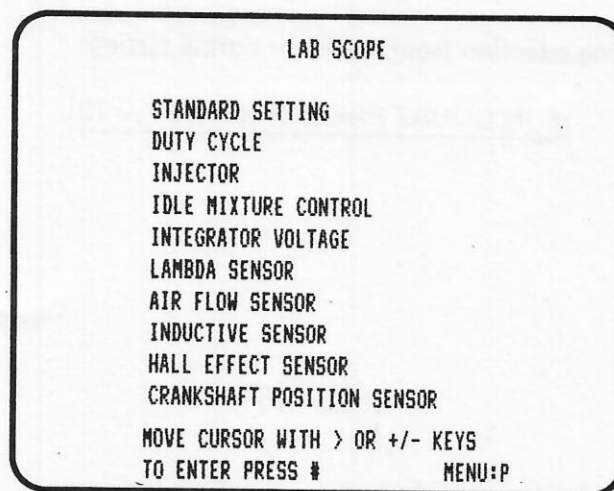 LAB SCOPE
STANDARD SETTING
DUTY CYCLE
INJECTOR
IDLE MIXTURE CONTROL
INTEGRATOR VOLTAGE
LAMBDA SENSOR
AIR FLOW SENSOR
INDUCTIVE SENSOR
HALL EFFECT SENSOR
CRANKSHAFT POSITION SENSOR
MOVE CURSOR WITH > OR +/- KEYS
TO ENTER PRESS # MENU:P